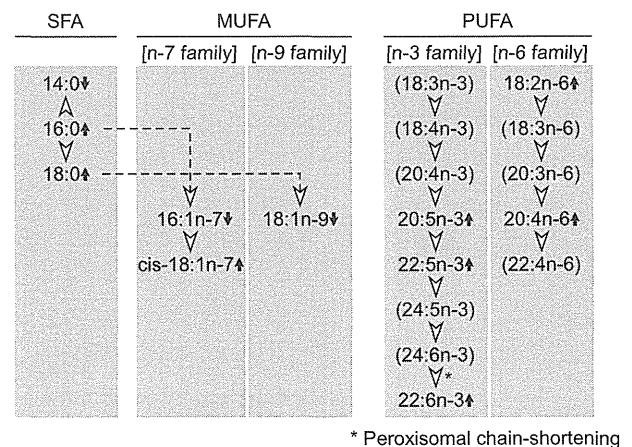 SFA MUFA PUFA
[n-7 family] [n-9 family] [n-3 family] [n-6 family]
14:0⬇ (18:3n-3) 18:2n-6⬆
16:0⬆ (18:4n-3) (18:3n-6)
18:0⬆ (20:4n-3) (20:3n-6)
16:1n-7⬇ 18:1n-9⬇ 20:5n-3⬆ 20:4n-6⬆
cis-18:1n-7⬆ 22:5n-3⬆ (22:4n-6)
(24:5n-3)
(24:6n-3)
*
22:6n-3⬆
* Peroxisomal chain-shortening